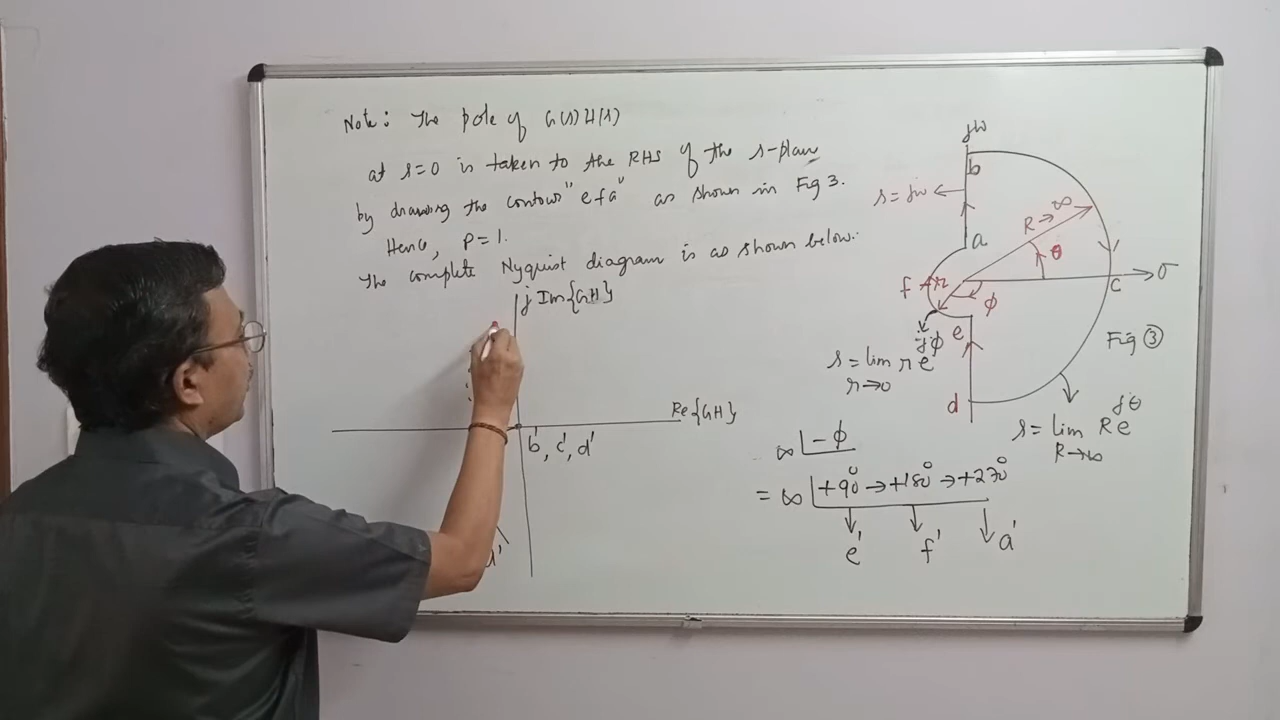 Note: The pole of G(s)H(s)
at s=0 is taken to the RHS of the s-plane
by drawing the contour "efa" as shown in Fig 3.
Hence, P=1.
The complete Nyquist diagram is as shown below:-
j Im{GH}
Re{GH}
b', c', d'
jω
b
s = jω
R→∞
a
θ
σ
f
r
c
ϕ
e
Fig ③
s = lim r e^jϕ
r→0
d
s = lim R e^jθ
R→∞
∞ ∠-ϕ
= ∞ ∠+90° → +180° → +270°
e' f' a'